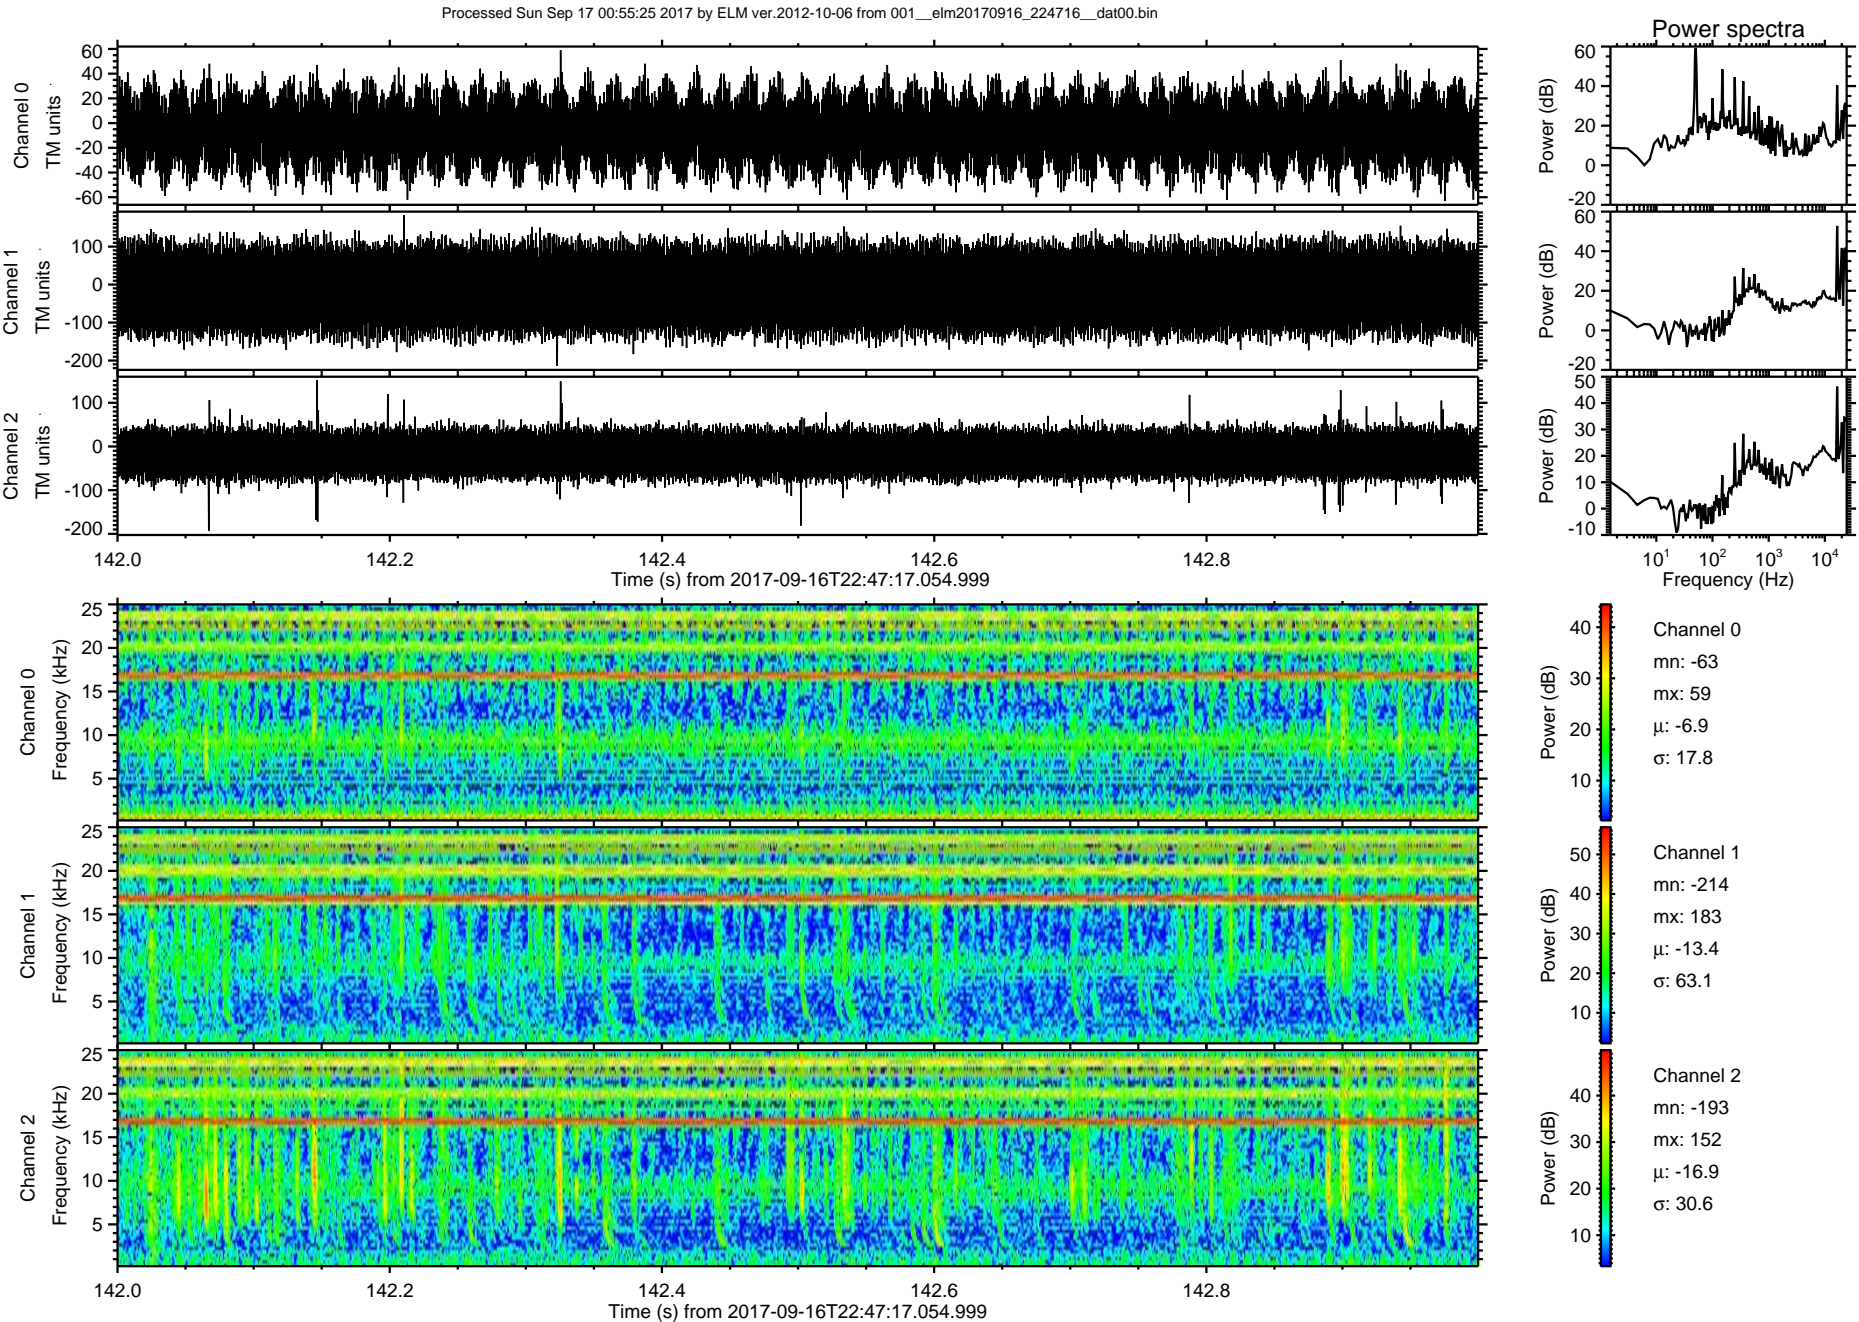 Processed Sun Sep 17 00:55:25 2017 by ELM ver.2012-10-06 from 001__elm20170916_224716__dat00.bin
Power spectra
Channel 0
TM units
60
40
20
0
-20
-40
-60
Power (dB)
60
40
20
0
-20
Channel 1
TM units
100
0
-100
-200
Power (dB)
60
40
20
0
-20
Channel 2
TM units
100
0
-100
-200
Power (dB)
50
40
30
20
10
0
-10
142.0 142.2 142.4 142.6 142.8
Time (s) from 2017-09-16T22:47:17.054.999
10^1 10^2 10^3 10^4
Frequency (Hz)
Channel 0
Frequency (kHz)
25
20
15
10
5
Power (dB)
40
30
20
10
Channel 0
mn: -63
mx: 59
μ: -6.9
σ: 17.8
Channel 1
Frequency (kHz)
25
20
15
10
5
Power (dB)
50
40
30
20
10
Channel 1
mn: -214
mx: 183
μ: -13.4
σ: 63.1
Channel 2
Frequency (kHz)
25
20
15
10
5
Power (dB)
40
30
20
10
Channel 2
mn: -193
mx: 152
μ: -16.9
σ: 30.6
142.0 142.2 142.4 142.6 142.8
Time (s) from 2017-09-16T22:47:17.054.999